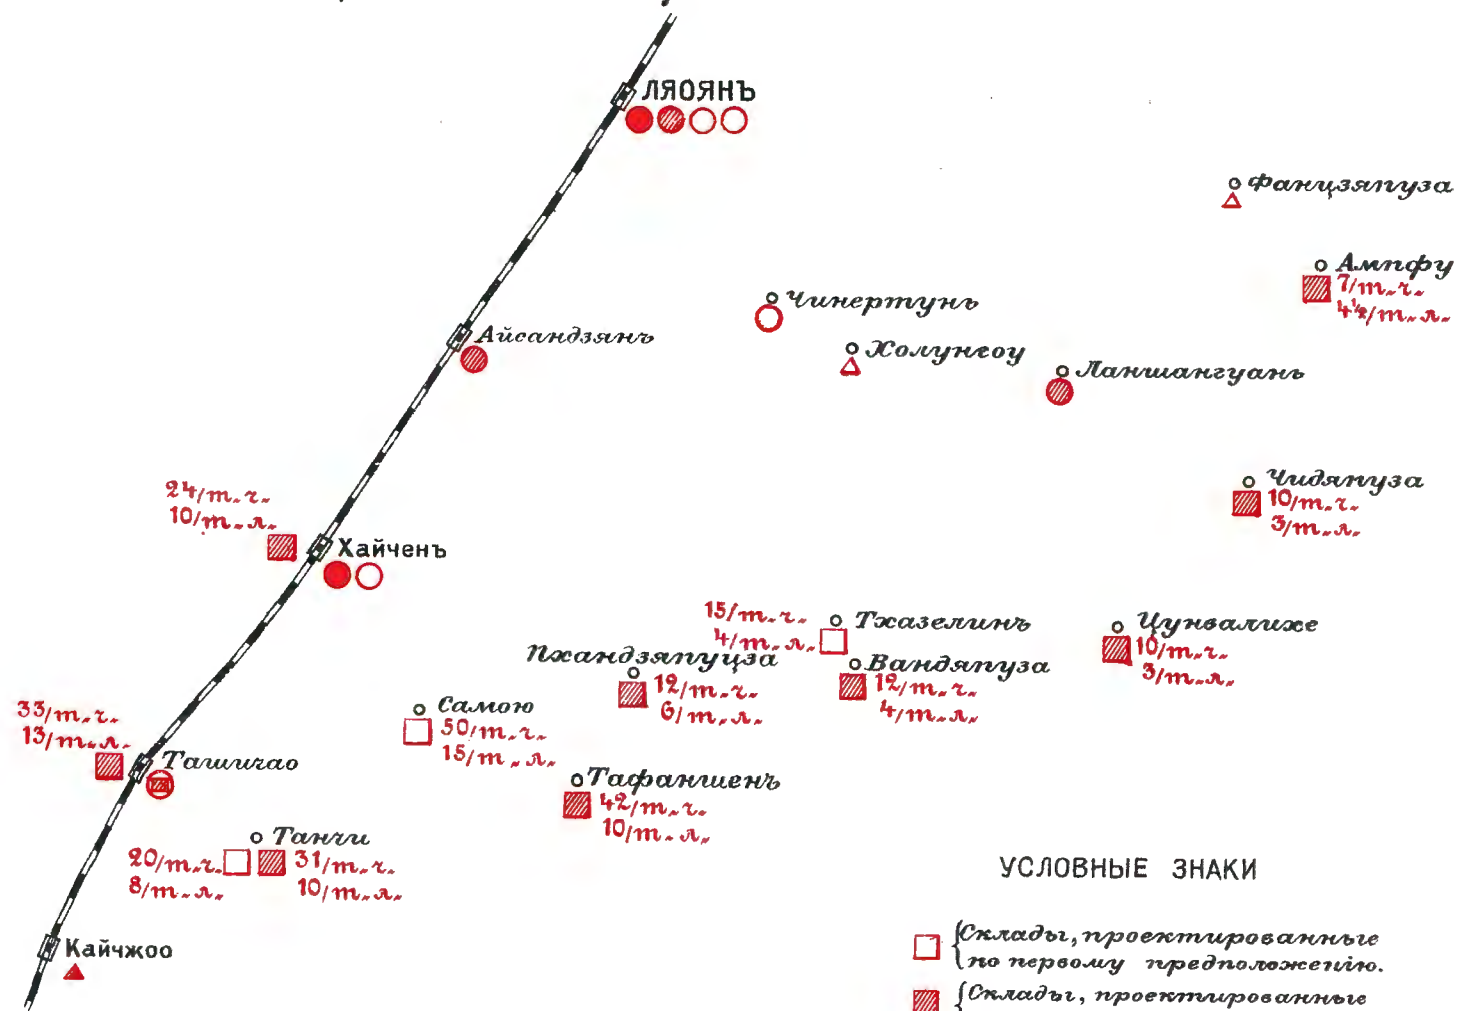 ЛЯОЯНЪ
Фанцзяпуза
Ампфу
7/т.ч.
4½/т.л.
Чинертунь
Холунгоу
Ланшангуань
Айсандзянъ
Чидяпуза
10/т.ч.
3/т.л.
24/т.ч.
10/т.л.
Хайченъ
15/т.ч.
4/т.л.
Тхазелинъ
Цунвалихе
10/т.ч.
3/т.л.
Пхандзяпуцза
12/т.ч.
6/т.л.
Вандяпуза
12/т.ч.
4/т.л.
Самою
50/т.ч.
15/т.л.
33/т.ч.
13/т.л.
Ташичао
Тафаншенъ
42/т.ч.
10/т.л.
Танчи
20/т.ч.
8/т.л.
31/т.ч.
10/т.л.
Кайчжоо
УСЛОВНЫЕ ЗНАКИ
Склады, проектированные
по первому предположенію.
Склады, проектированные